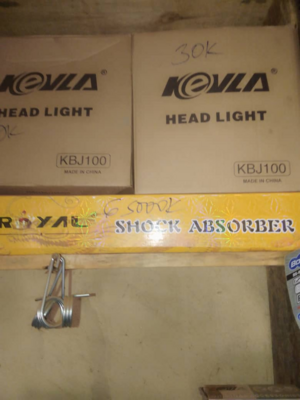 KEVLA®
HEAD LIGHT
KBJ100
MADE IN CHINA
30K
KEVLA®
HEAD LIGHT
KBJ100
MADE IN CHINA
ROYAL
SHOCK ABSORBER